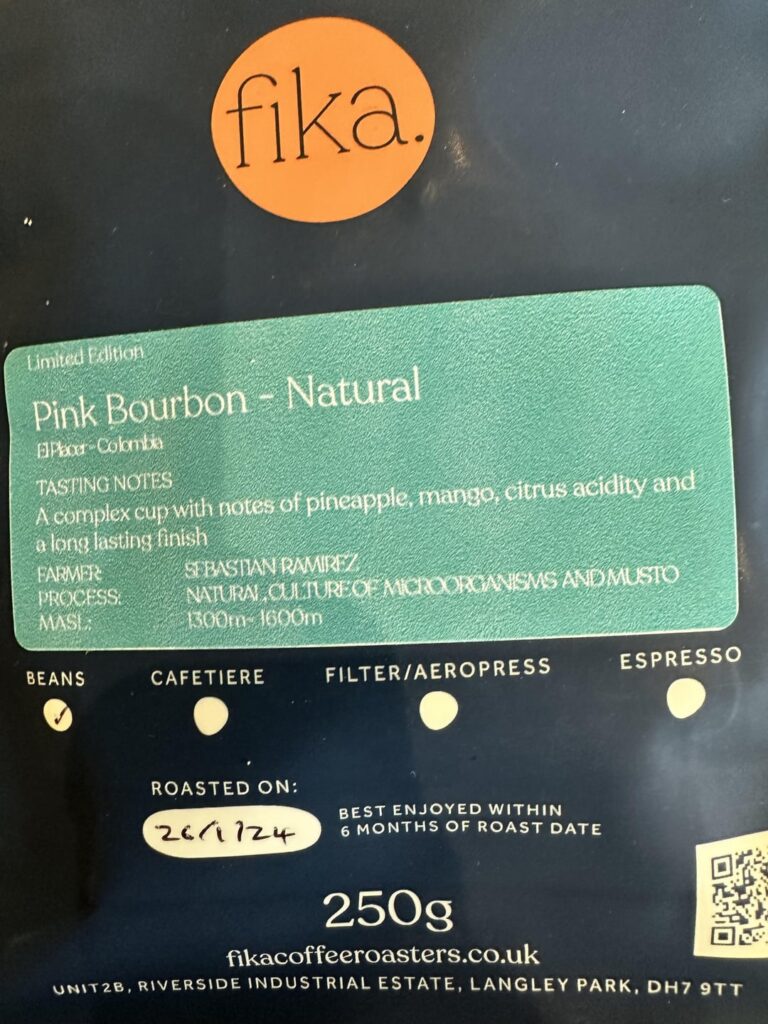 fika.
Limited Edition
Pink Bourbon - Natural
El Placer - Colombia
TASTING NOTES
A complex cup with notes of pineapple, mango, citrus acidity and
a long lasting finish
FARMER: SEBASTIAN RAMIREZ
PROCESS: NATURAL, CULTURE OF MICROORGANISMS AND MUSTO
MASL: 1300m- 1600m
BEANS CAFETIERE FILTER/AEROPRESS ESPRESSO
ROASTED ON:
26/1/24
BEST ENJOYED WITHIN
6 MONTHS OF ROAST DATE
250g
fikacoffeeroasters.co.uk
UNIT2B, RIVERSIDE INDUSTRIAL ESTATE, LANGLEY PARK, DH7 9TT